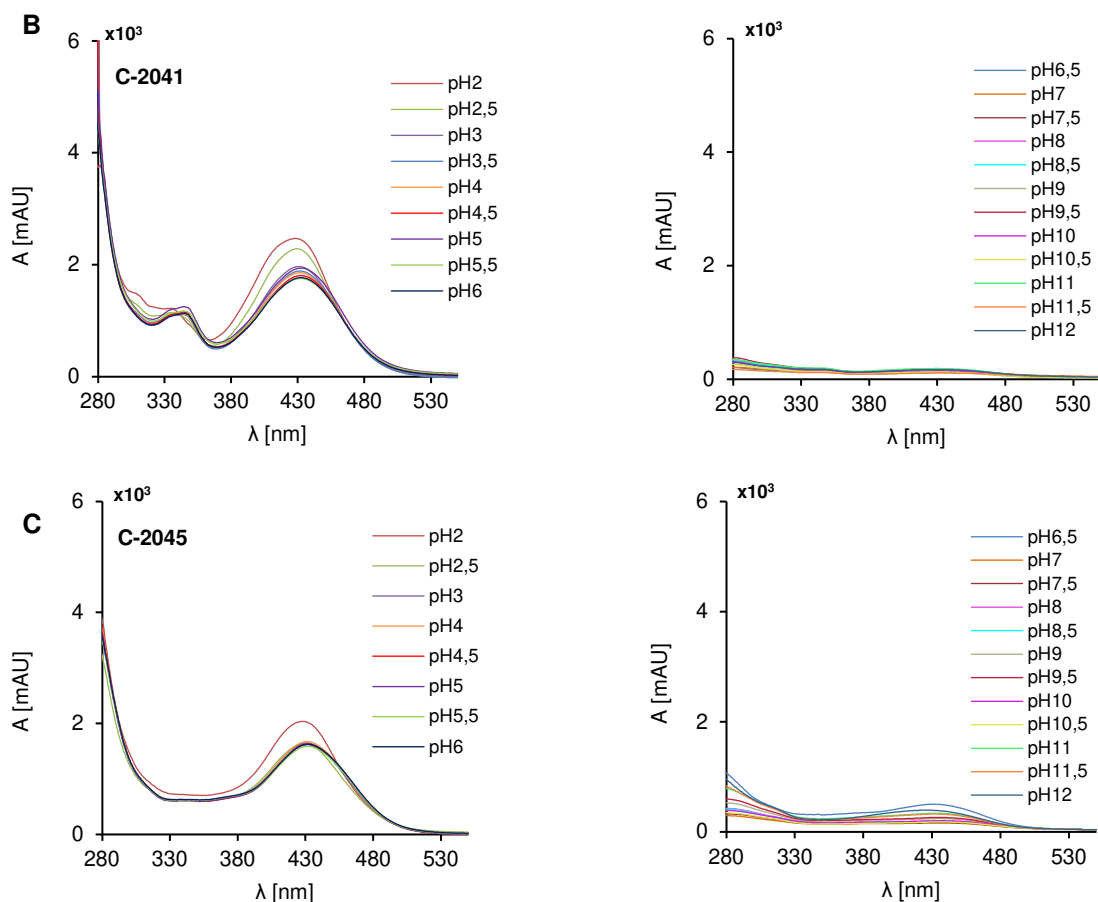 B
x10³
C-2041
A [mAU]
6
4
2
0
280 330 380 430 480 530
λ [nm]
pH2
pH2,5
pH3
pH3,5
pH4
pH4,5
pH5
pH5,5
pH6
x10³
A [mAU]
6
4
2
0
280 330 380 430 480 530
λ [nm]
pH6,5
pH7
pH7,5
pH8
pH8,5
pH9
pH9,5
pH10
pH10,5
pH11
pH11,5
pH12
C
x10³
C-2045
A [mAU]
6
4
2
0
280 330 380 430 480 530
λ [nm]
pH2
pH2,5
pH3
pH4
pH4,5
pH5
pH5,5
pH6
x10³
A [mAU]
6
4
2
0
280 330 380 430 480 530
λ [nm]
pH6,5
pH7
pH7,5
pH8
pH8,5
pH9
pH9,5
pH10
pH10,5
pH11
pH11,5
pH12